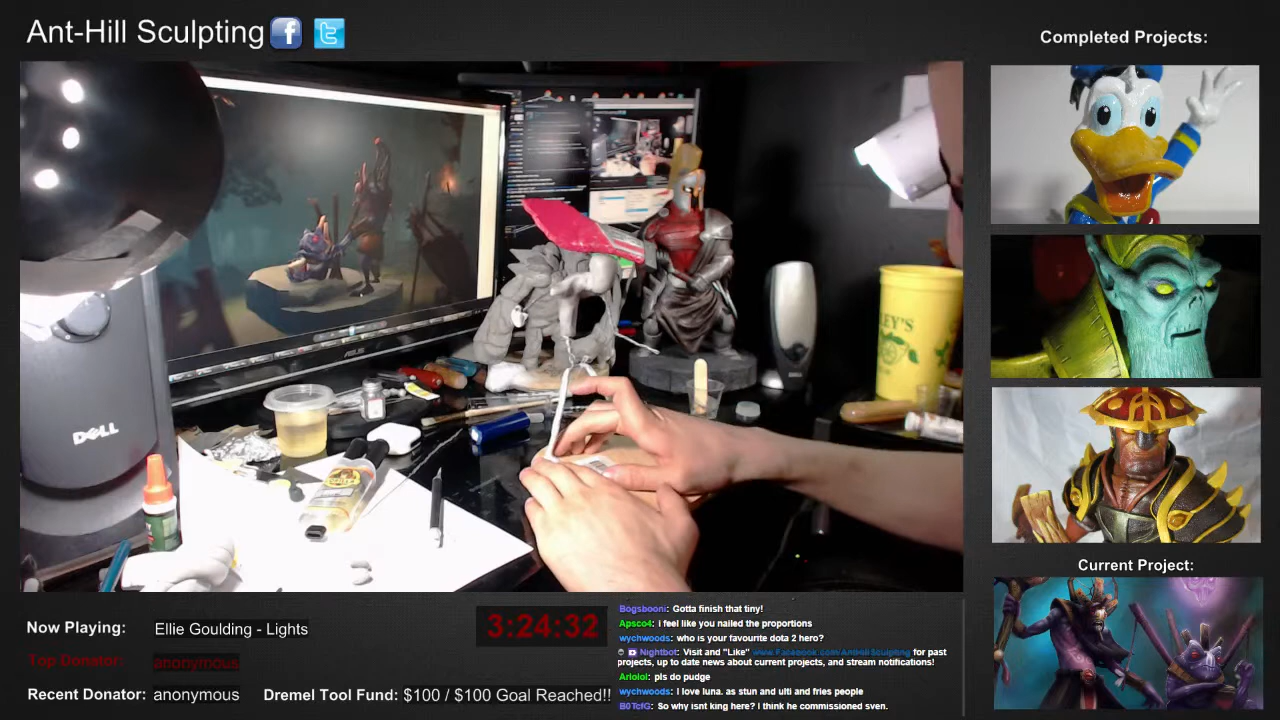 Ant-Hill Sculpting
Completed Projects:
ASUS
DELL
LEY'S
DELL
Current Project:
Now Playing: Ellie Goulding - Lights
3:24:32
Top Donator: anonymous
Recent Donator: anonymous
Dremel Tool Fund: $100 / $100 Goal Reached!!
Bogsbooni: Gotta finish that tiny!
Apsco4: i feel like you nailed the proportions
wychwoods: who is your favourite dota 2 hero?
Nightbot: Visit and "Like" www.Facebook.com/AntHillSculpting for past
projects, up to date news about current projects, and stream notifications!
Arlolol: pls do pudge
wychwoods: I love luna. as stun and ulti and fries people
B0TcfG: So why isnt king here? I think he commissioned sven.